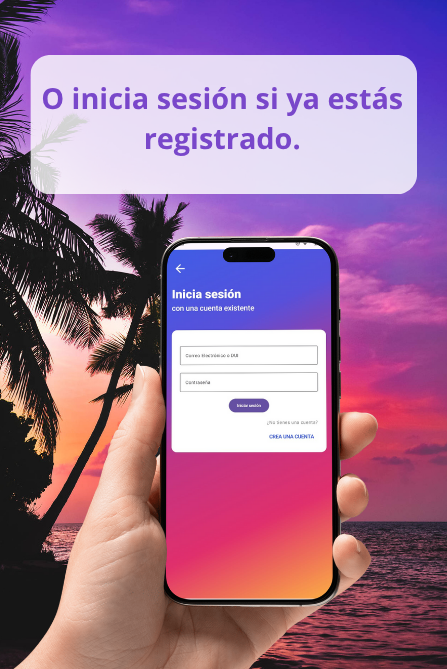 O inicia sesión si ya estás
registrado.
Inicia sesión
con una cuenta existente
Correo Electrónico o DUI
Contraseña
Iniciar sesión
¿No tienes una cuenta?
CREA UNA CUENTA